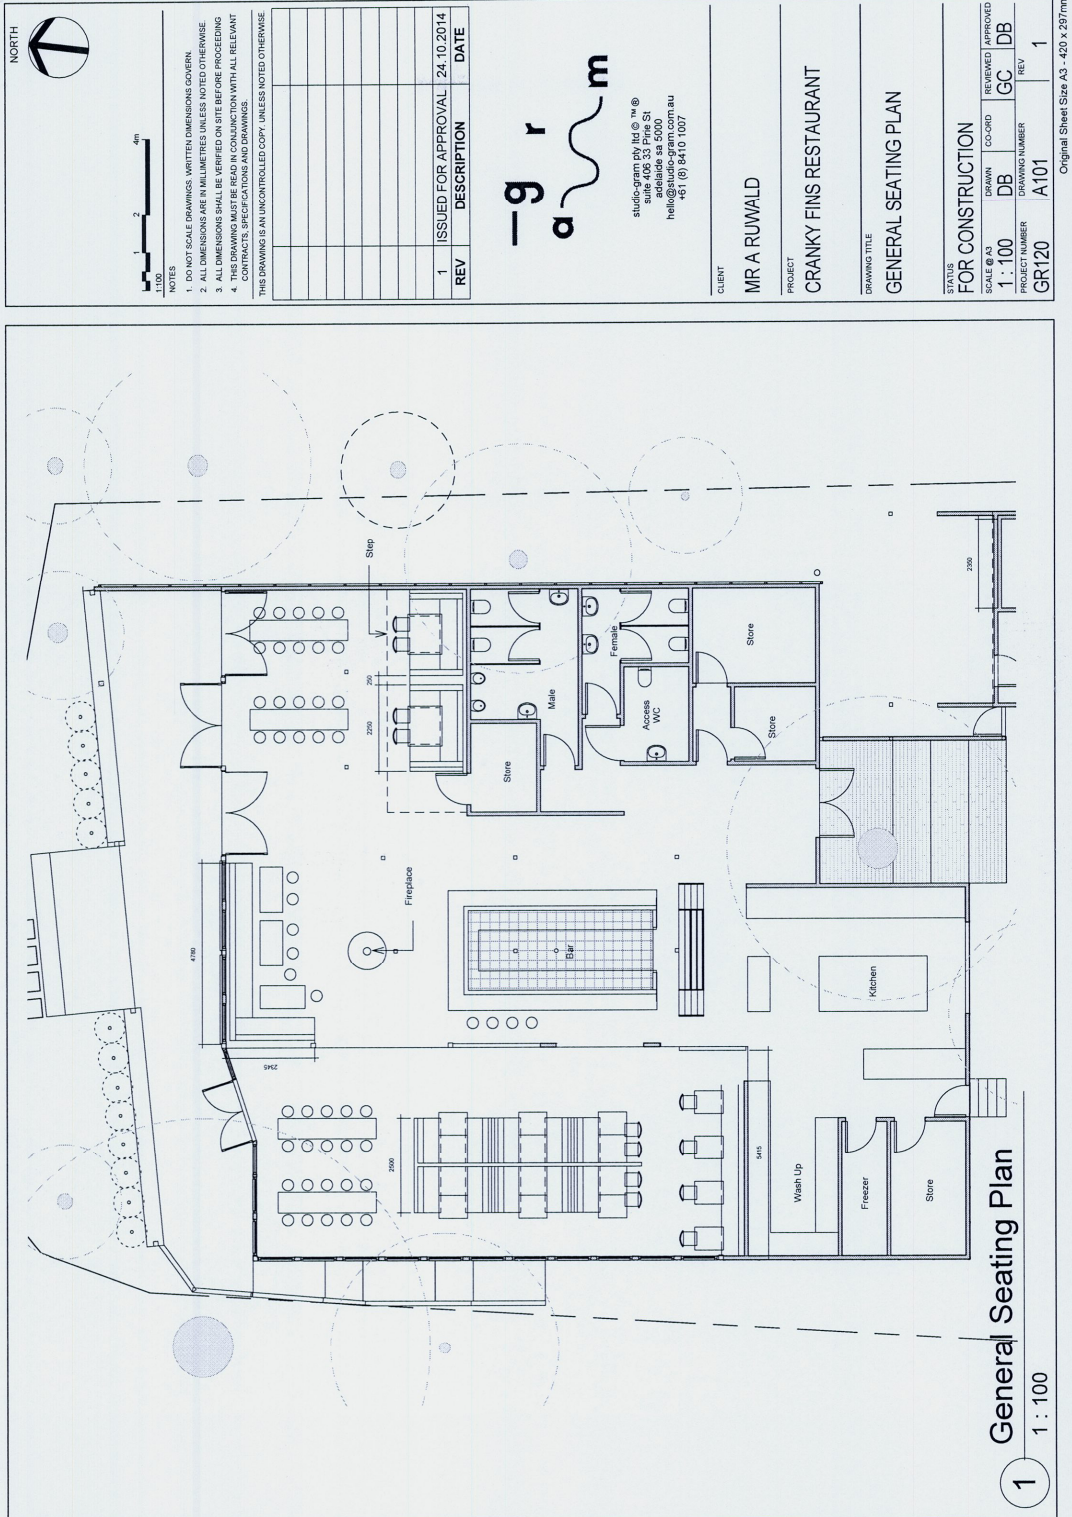 NORTH
1:100
1
2
4m
NOTES
1. DO NOT SCALE DRAWINGS. WRITTEN DIMENSIONS GOVERN.
2. ALL DIMENSIONS ARE IN MILLIMETRES UNLESS NOTED OTHERWISE.
3. ALL DIMENSIONS SHALL BE VERIFIED ON SITE BEFORE PROCEEDING
4. THIS DRAWING MUST BE READ IN CONJUNCTION WITH ALL RELEVANT
CONTRACTS, SPECIFICATIONS AND DRAWINGS.
THIS DRAWING IS AN UNCONTROLLED COPY. UNLESS NOTED OTHERWISE.
1 ISSUED FOR APPROVAL 24.10.2014
REV DESCRIPTION DATE
g r
a m
studio-gram pty ltd © ™ ®
suite 406 33 Pirie St
adelaide sa 5000
hello@studio-gram.com.au
+61 (8) 8410 1007
CLIENT
MR A RUWALD
PROJECT
CRANKY FINS RESTAURANT
DRAWING TITLE
GENERAL SEATING PLAN
STATUS
FOR CONSTRUCTION
SCALE @ A3 DRAWN CO-ORD REVIEWED APPROVED
1 : 100 DB GC DB
PROJECT NUMBER DRAWING NUMBER REV
GR120 A101 1
Original Sheet Size A3 - 420 x 297mm
Step
250
2250
Fireplace
4780
2345
2500
Male
Female
Store
Access
WC
Store
Store
Bar
Kitchen
5415
Wash Up
Freezer
Store
2350
1 General Seating Plan
1 : 100